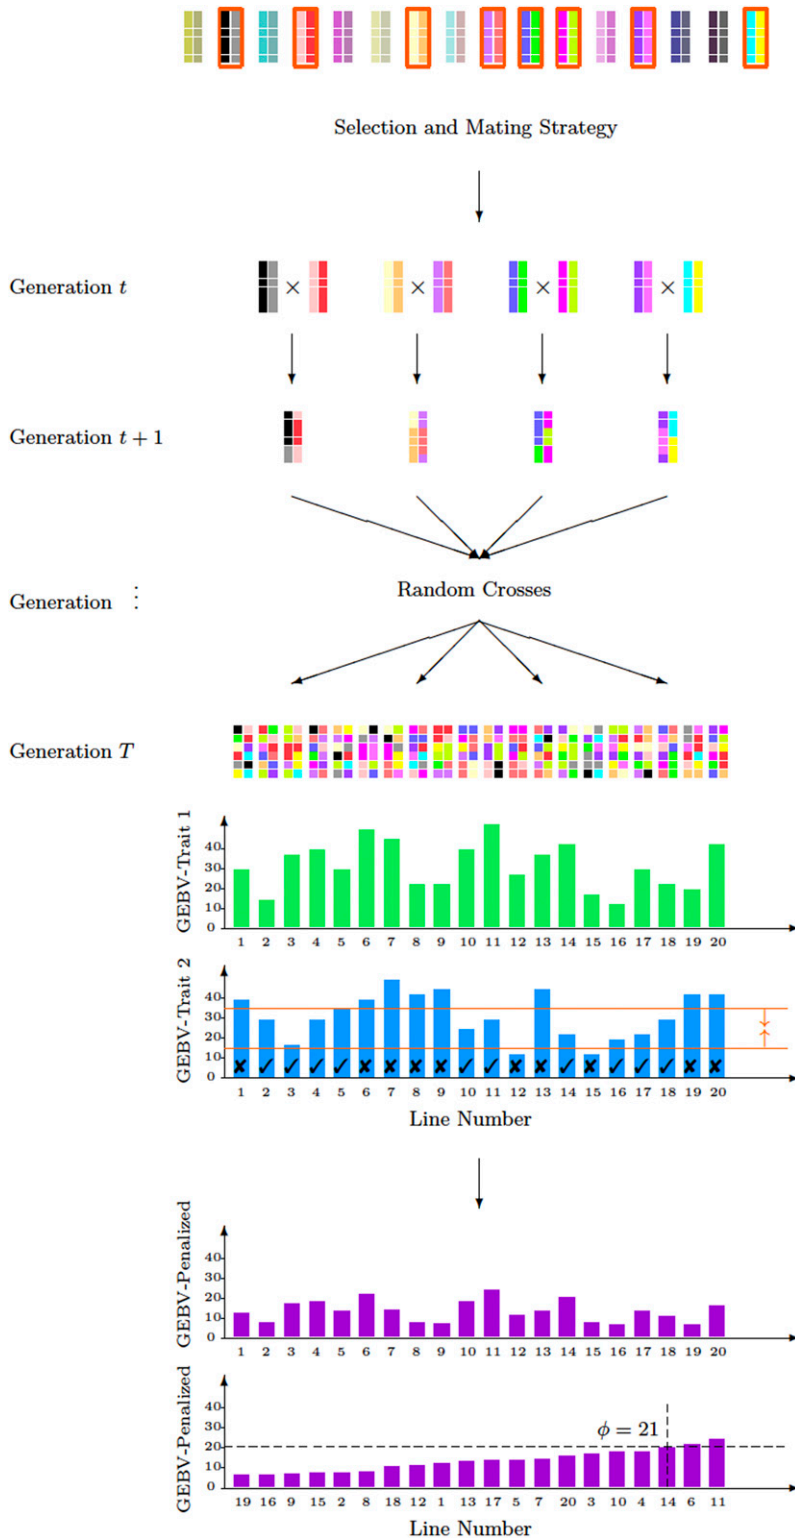 Selection and Mating Strategy
Generation t
×
×
×
×
Generation t + 1
Generation ⋮
Random Crosses
Generation T
GEBV-Trait 1
40
30
20
10
0
1 2 3 4 5 6 7 8 9 10 11 12 13 14 15 16 17 18 19 20
GEBV-Trait 2
40
30
20
10
0
✘ ✓ ✓ ✓ ✓ ✘ ✘ ✘ ✘ ✓ ✓ ✘ ✘ ✓ ✘ ✓ ✓ ✓ ✘ ✘
1 2 3 4 5 6 7 8 9 10 11 12 13 14 15 16 17 18 19 20
Line Number
GEBV-Penalized
40
30
20
10
0
1 2 3 4 5 6 7 8 9 10 11 12 13 14 15 16 17 18 19 20
GEBV-Penalized
40
30
20
10
0
ϕ = 21
19 16 9 15 2 8 18 12 1 13 17 5 7 20 3 10 4 14 6 11
Line Number